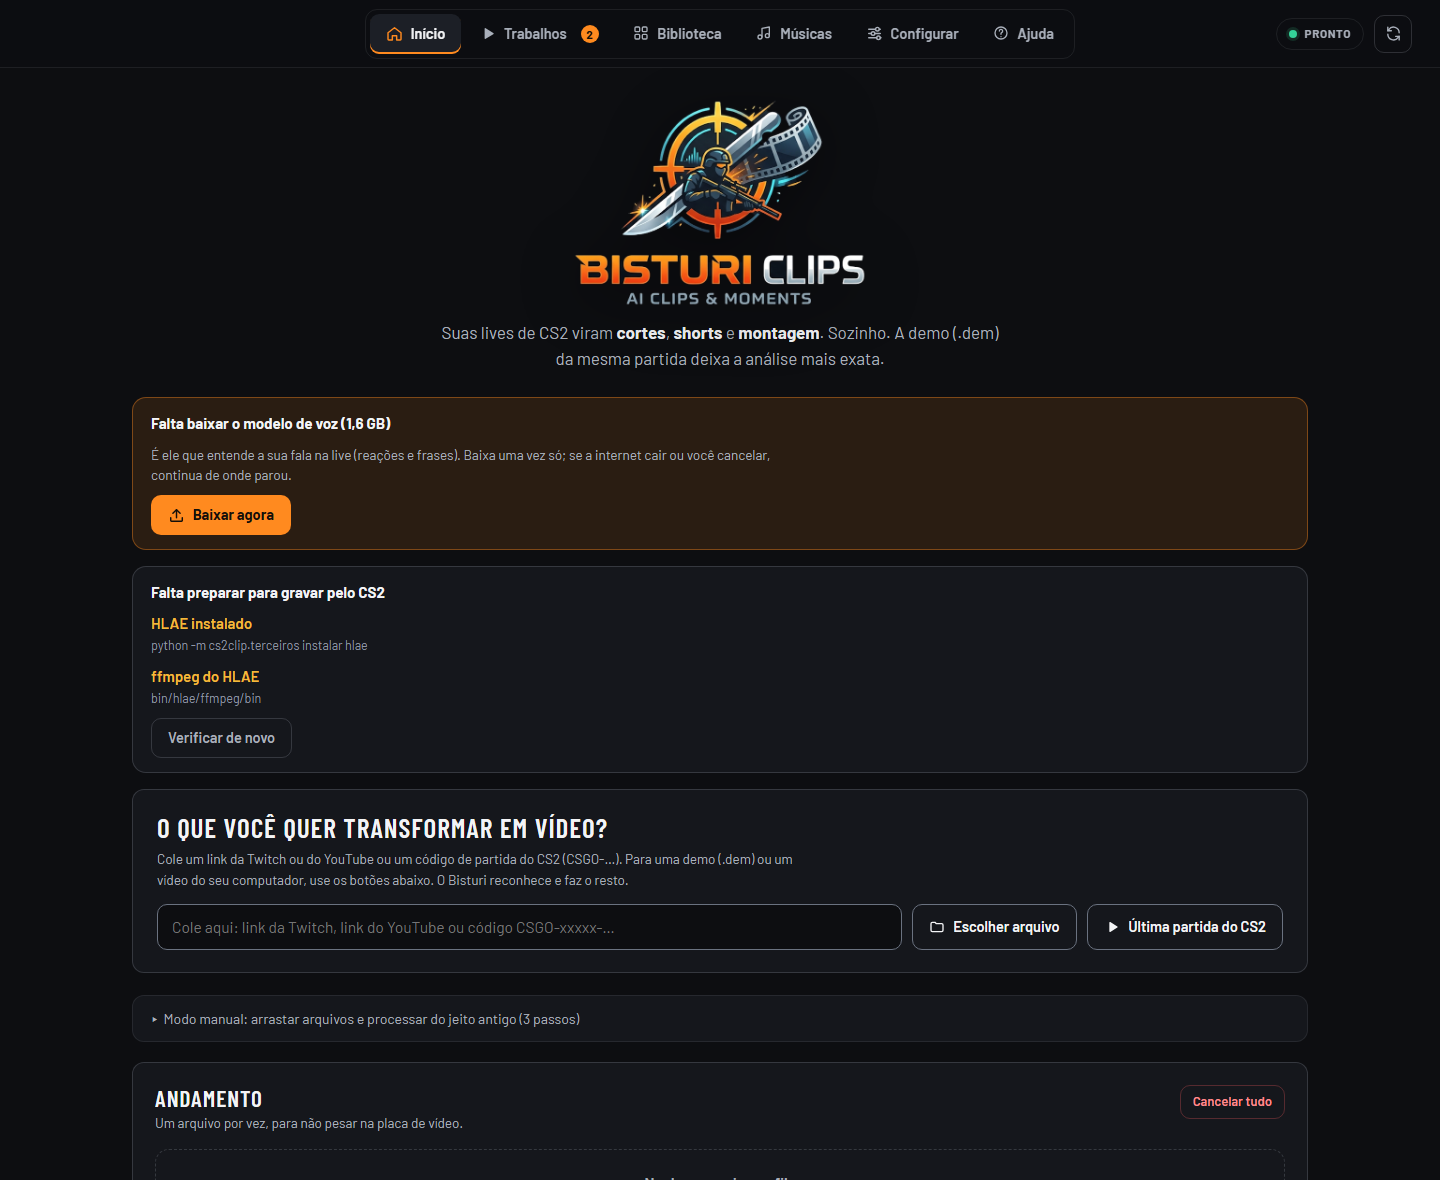 Início
Trabalhos 2
Biblioteca
Músicas
Configurar
Ajuda
PRONTO
BISTURI CLIPS
AI CLIPS & MOMENTS
Suas lives de CS2 viram cortes, shorts e montagem. Sozinho. A demo (.dem)
da mesma partida deixa a análise mais exata.
Falta baixar o modelo de voz (1,6 GB)
É ele que entende a sua fala na live (reações e frases). Baixa uma vez só; se a internet cair ou você cancelar,
continua de onde parou.
Baixar agora
Falta preparar para gravar pelo CS2
HLAE instalado
python -m cs2clip.terceiros instalar hlae
ffmpeg do HLAE
bin/hlae/ffmpeg/bin
Verificar de novo
O QUE VOCÊ QUER TRANSFORMAR EM VÍDEO?
Cole um link da Twitch ou do YouTube ou um código de partida do CS2 (CSGO-...). Para uma demo (.dem) ou um
vídeo do seu computador, use os botões abaixo. O Bisturi reconhece e faz o resto.
Cole aqui: link da Twitch, link do YouTube ou código CSGO-xxxxx-...
Escolher arquivo
Última partida do CS2
Modo manual: arrastar arquivos e processar do jeito antigo (3 passos)
ANDAMENTO
Cancelar tudo
Um arquivo por vez, para não pesar na placa de vídeo.